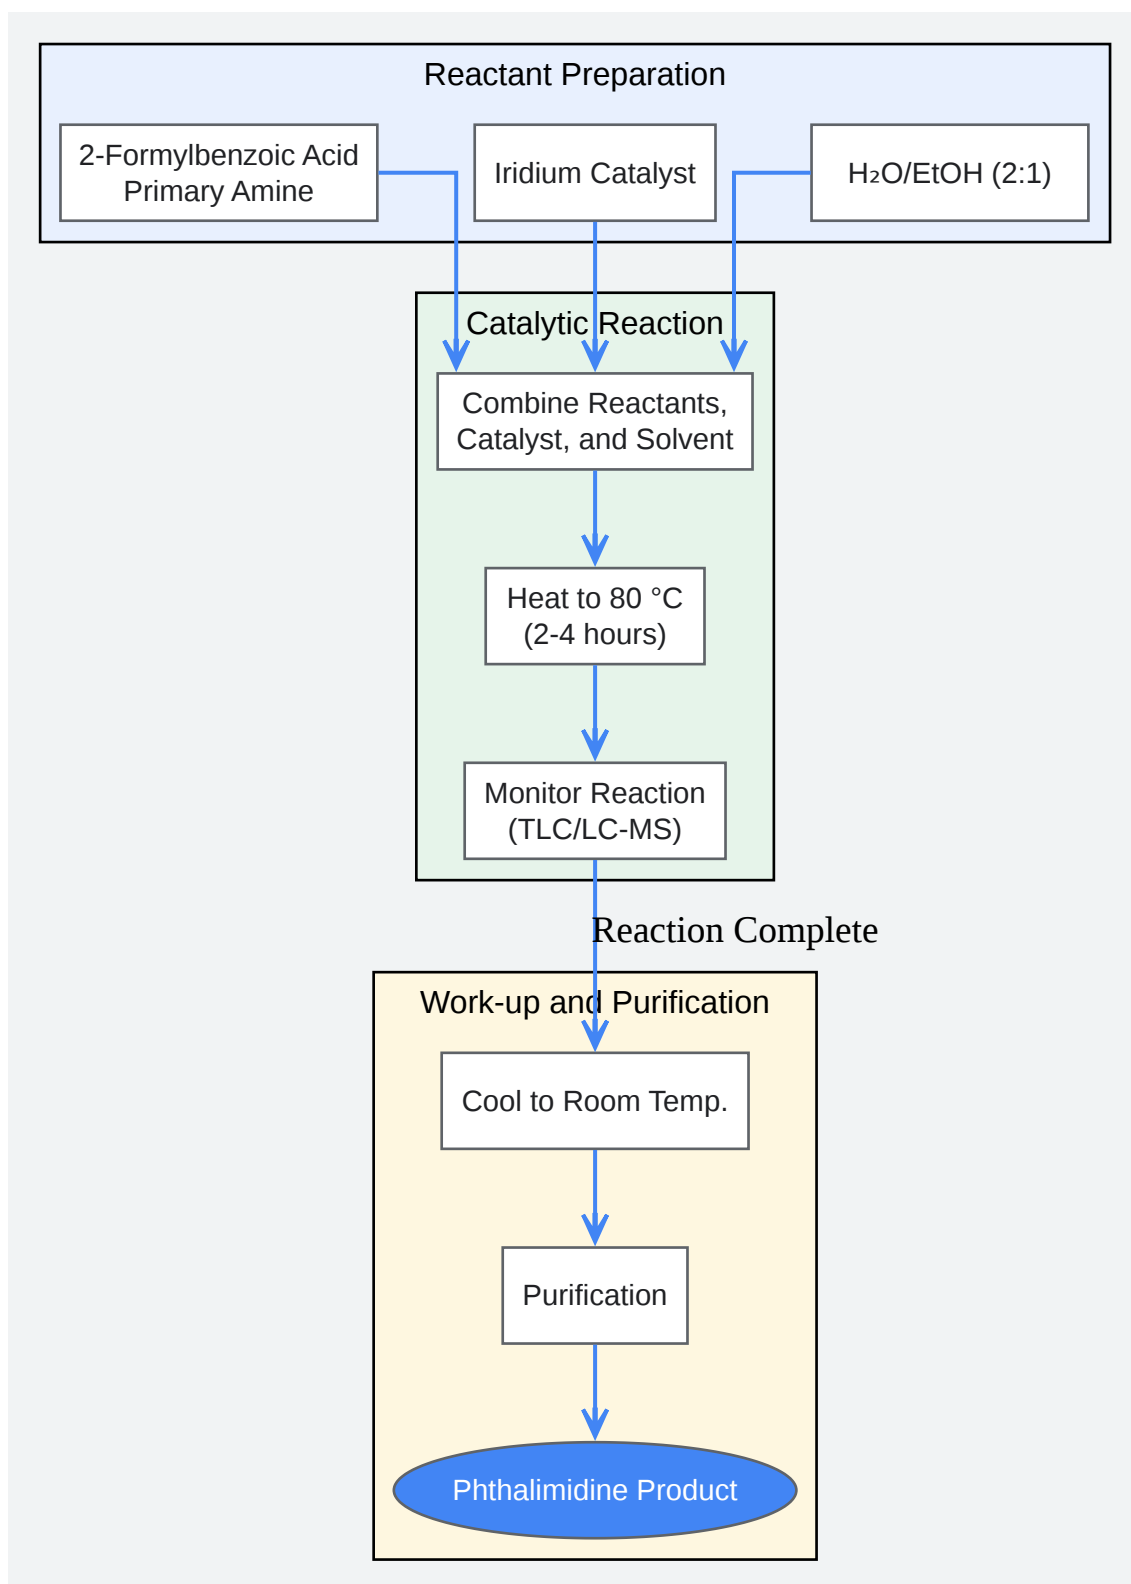 Reactant Preparation
2-Formylbenzoic Acid
Primary Amine
Iridium Catalyst
H₂O/EtOH (2:1)
Catalytic Reaction
Combine Reactants,
Catalyst, and Solvent
Heat to 80 °C
(2-4 hours)
Monitor Reaction
(TLC/LC-MS)
Reaction Complete
Work-up and Purification
Cool to Room Temp.
Purification
Phthalimidine Product